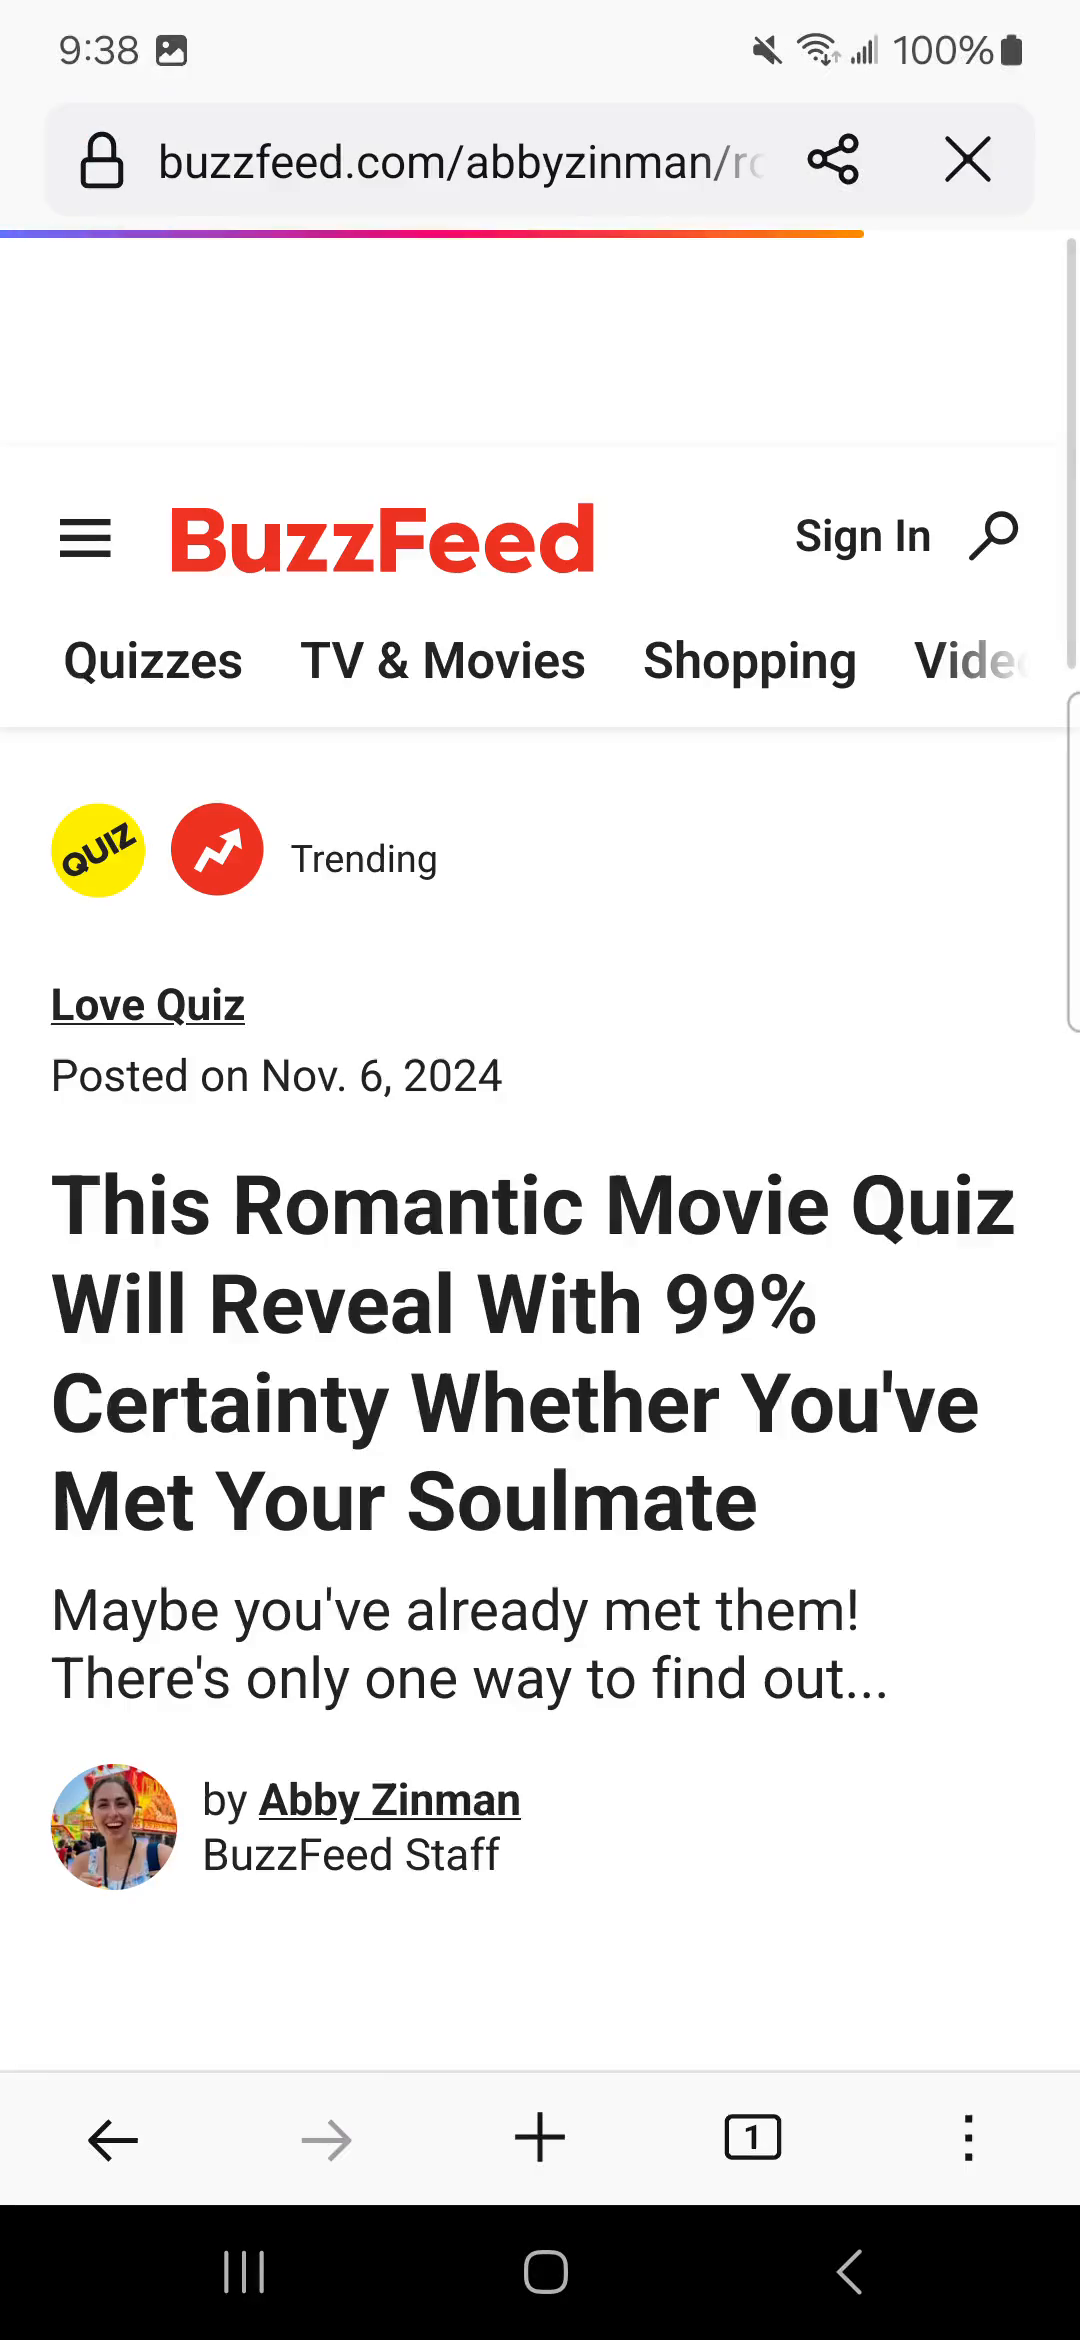 9:38
100%
buzzfeed.com/abbyzinman/
BuzzFeed
Sign In
Quizzes TV & Movies Shopping
QUIZ
Trending
Love Quiz
Posted on Nov. 6, 2024
This Romantic Movie Quiz
Will Reveal With 99%
Certainty Whether You've
Met Your Soulmate
Maybe you've already met them!
There's only one way to find out...
by Abby Zinman
BuzzFeed Staff
1